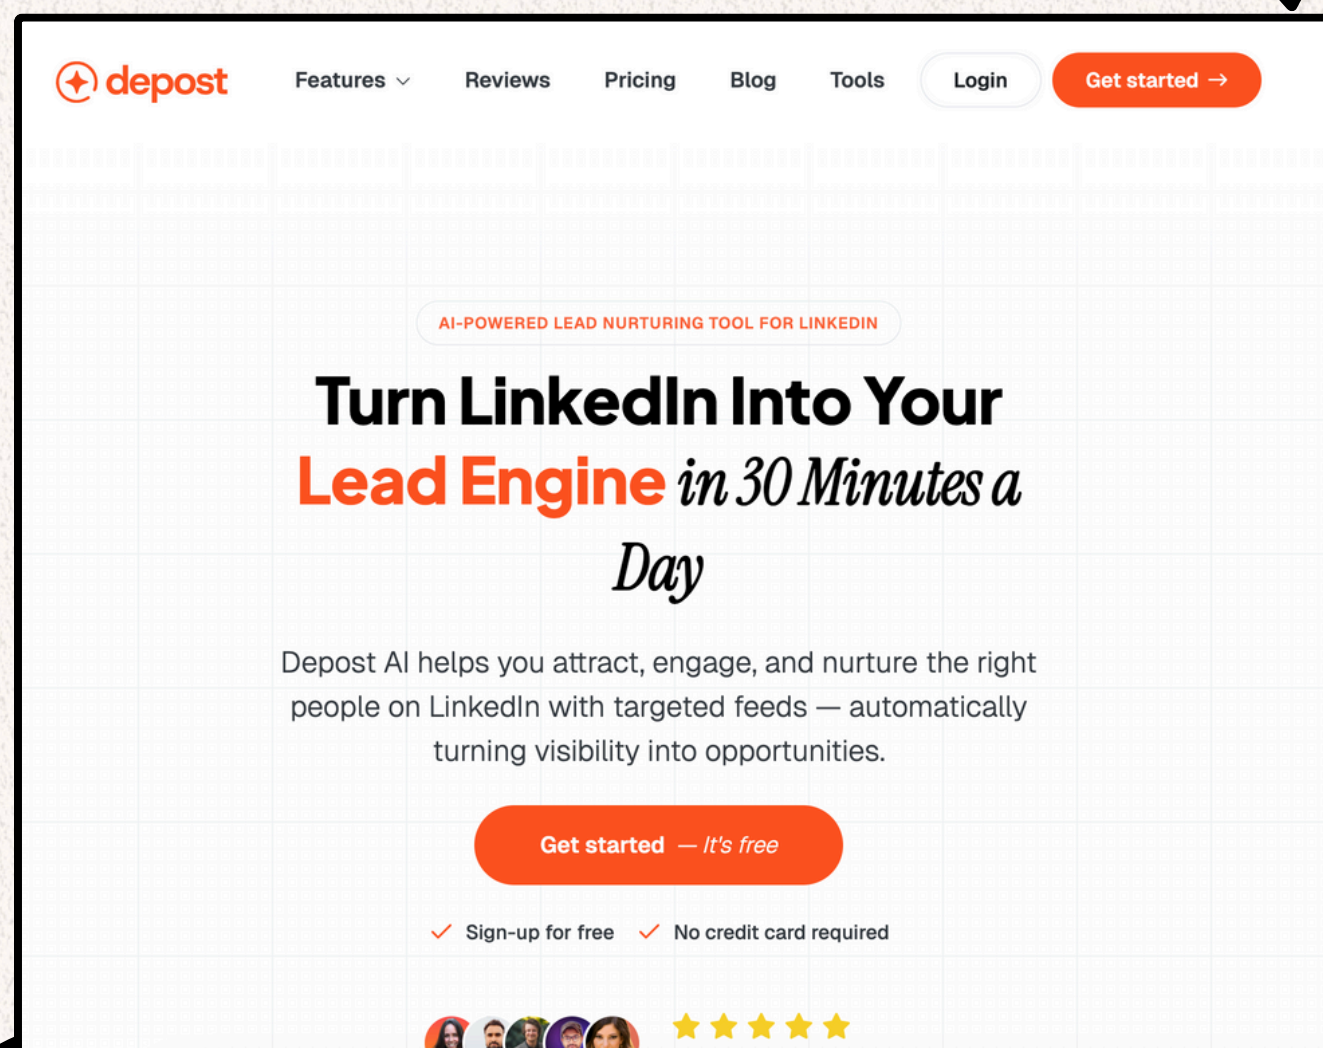 depost
Features
Reviews
Pricing
Blog
Tools
Login
Get started →
AI-POWERED LEAD NURTURING TOOL FOR LINKEDIN
Turn LinkedIn Into Your
Lead Engine in 30 Minutes a
Day
Depost AI helps you attract, engage, and nurture the right
people on LinkedIn with targeted feeds — automatically
turning visibility into opportunities.
Get started — It's free
Sign-up for free
No credit card required